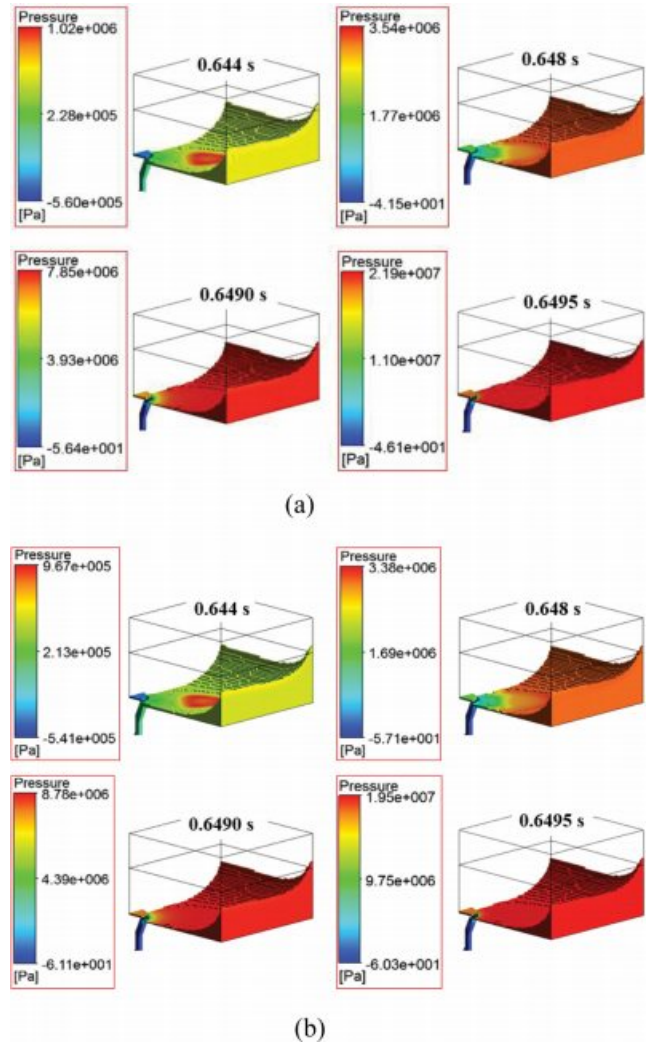 Pressure
1.02e+006
2.28e+005
-5.60e+005
[Pa]
0.644 s
Pressure
3.54e+006
1.77e+006
-4.15e+001
[Pa]
0.648 s
Pressure
7.85e+006
3.93e+006
-5.64e+001
[Pa]
0.6490 s
Pressure
2.19e+007
1.10e+007
-4.61e+001
[Pa]
0.6495 s
(a)
Pressure
9.67e+005
2.13e+005
-5.41e+005
[Pa]
0.644 s
Pressure
3.38e+006
1.69e+006
-5.71e+001
[Pa]
0.648 s
Pressure
8.78e+006
4.39e+006
-6.11e+001
[Pa]
0.6490 s
Pressure
1.95e+007
9.75e+006
-6.03e+001
[Pa]
0.6495 s
(b)